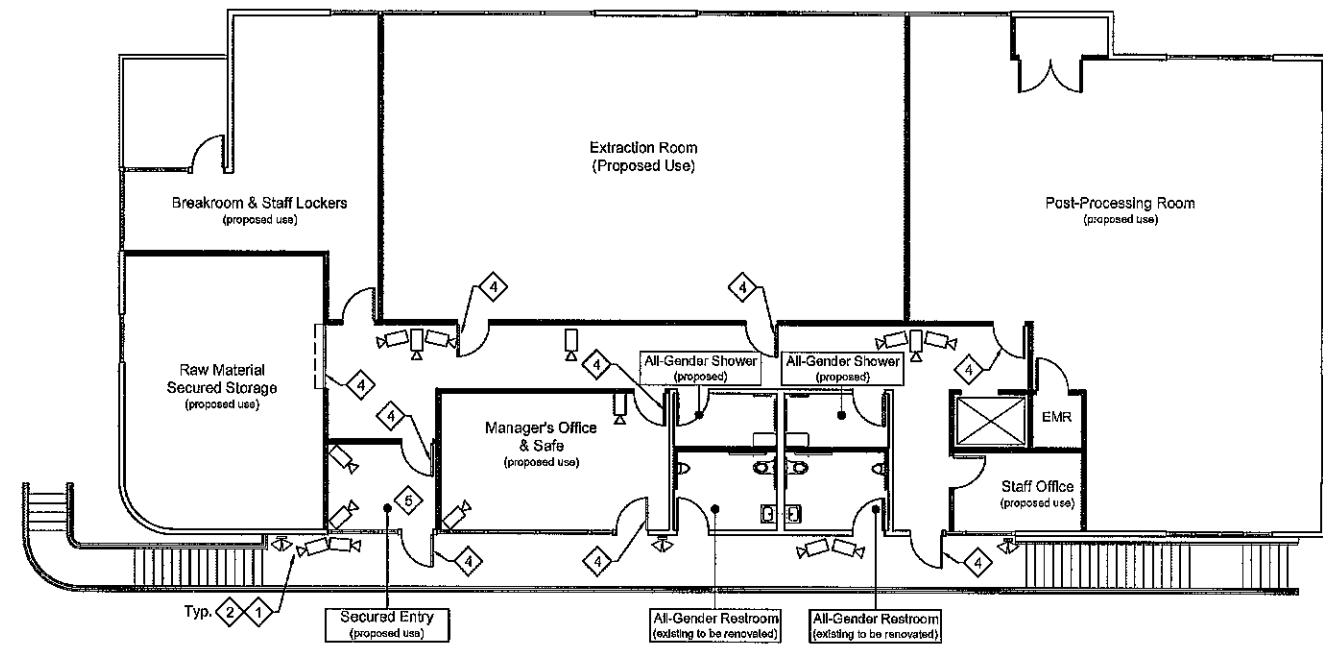 Extraction Room
(Proposed Use)
Breakroom & Staff Lockers
(proposed use)
Post-Processing Room
(proposed use)
4
4
Raw Material
Secured Storage
(proposed use)
4
4
All-Gender Shower
(proposed)
All-Gender Shower
(proposed)
4
4
Manager's Office
& Safe
(proposed use)
EMR
5
Staff Office
(proposed use)
4
4
4
Typ. 2 1
Secured Entry
(proposed use)
All-Gender Restroom
(existing to be renovated)
All-Gender Restroom
(existing to be renovated)